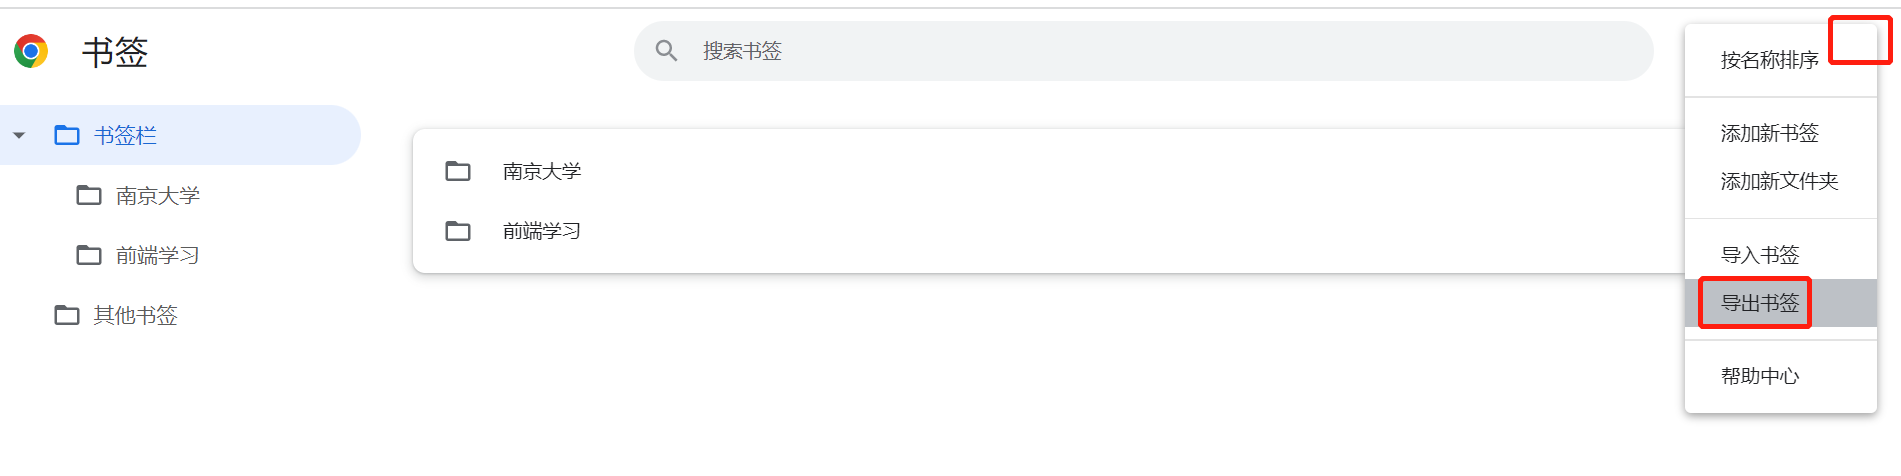 书签
搜索书签
书签栏
南京大学
前端学习
其他书签
南京大学
前端学习
按名称排序
添加新书签
添加新文件夹
导入书签
导出书签
帮助中心